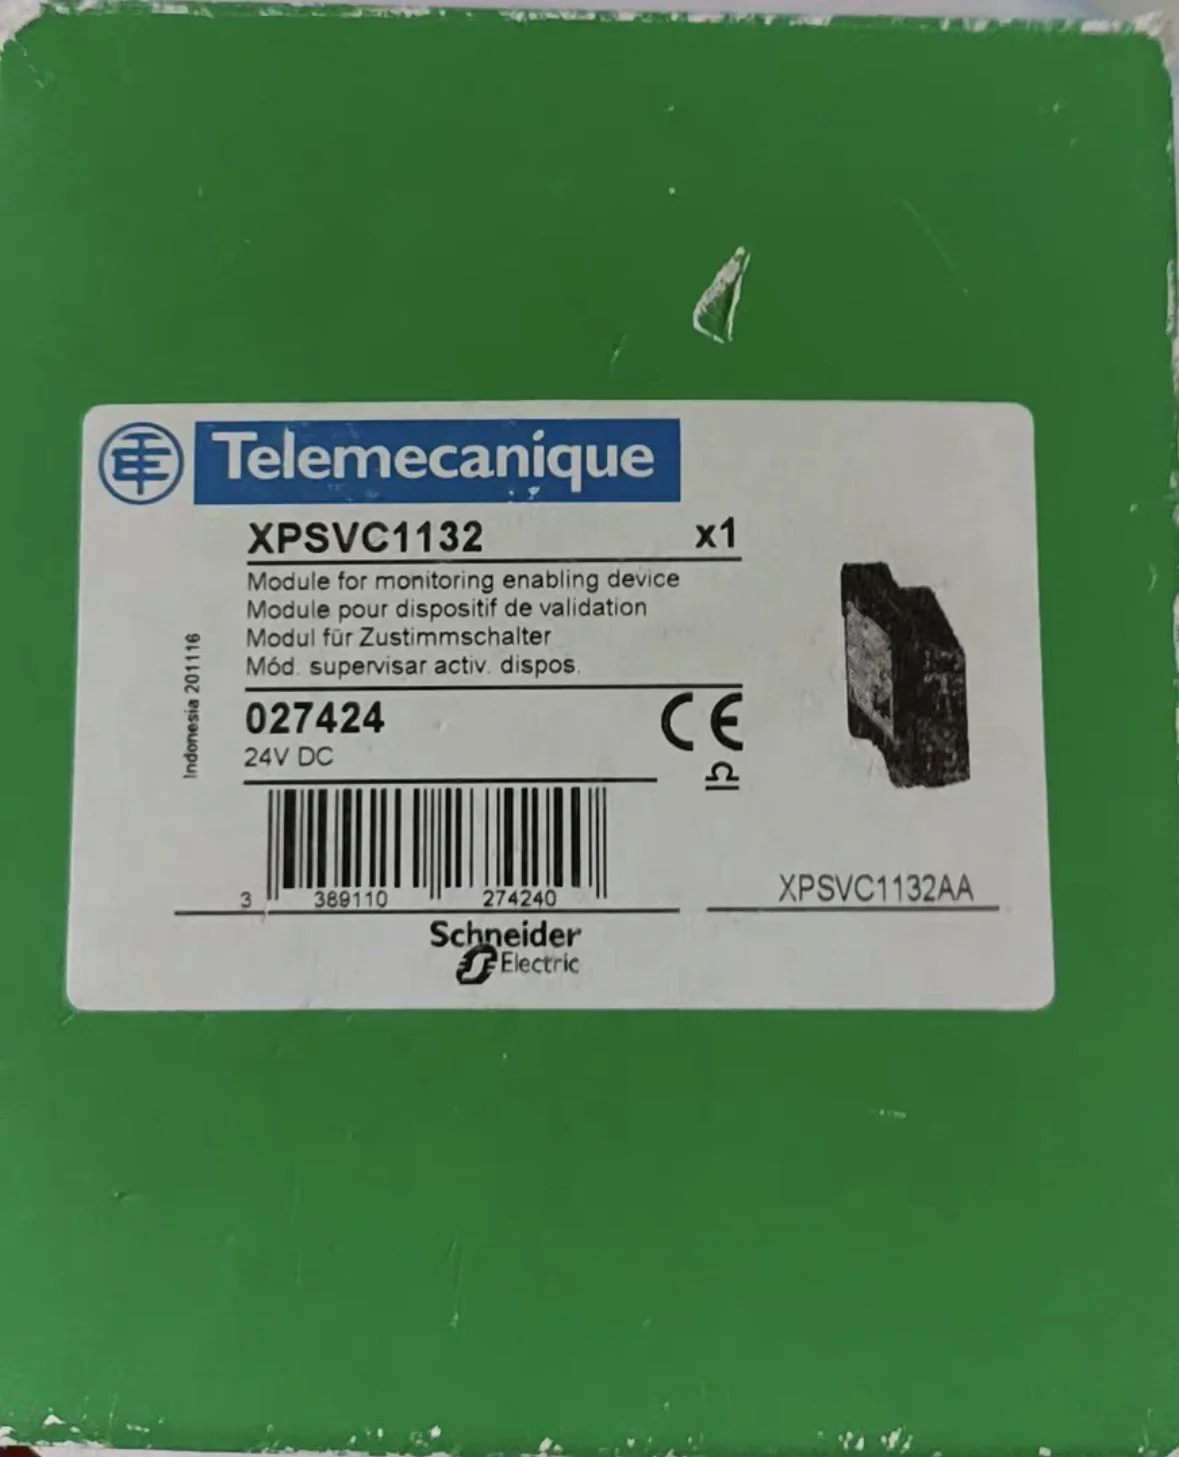 Telemecanique
XPSVC1132 x1
Module for monitoring enabling device
Module pour dispositif de validation
Modul für Zustimmschalter
Mód. supervisar activ. dispos.
Indonesia 201116
027424
24V DC
CE
3 389110 274240
XPSVC1132AA
Schneider
Electric